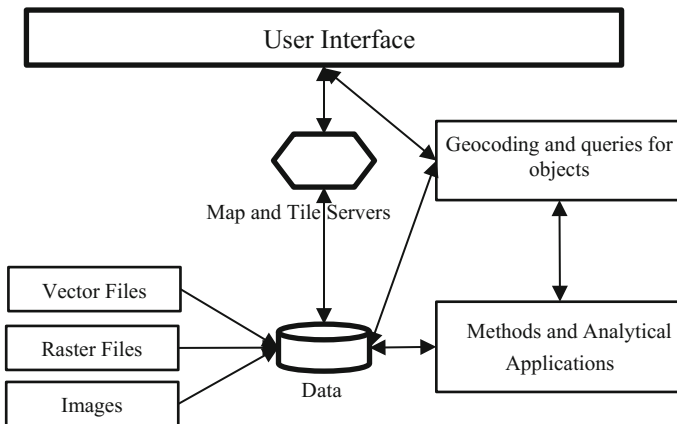 User Interface
Geocoding and queries for
objects
Map and Tile Servers
Vector Files
Raster Files
Images
Data
Methods and Analytical
Applications